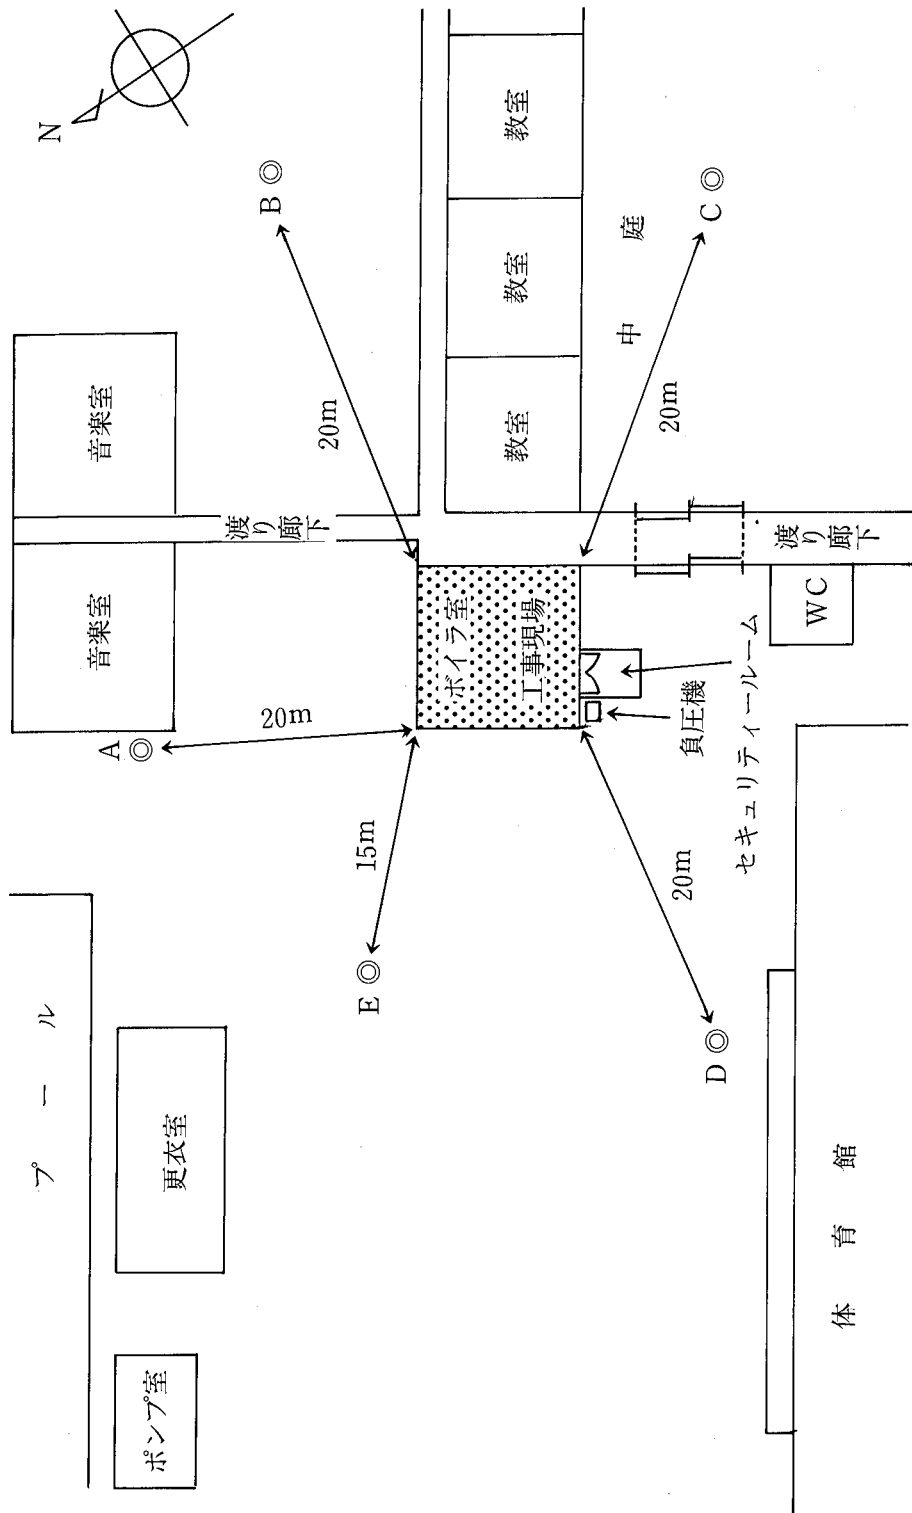 プール
ポンプ室
更衣室
A
音楽室
音楽室
N
20m
渡り廊下
B
20m
E
15m
ボイラ室
工事現場
教室
教室
教室
中庭
負圧機
セキュリティールーム
D
20m
20m
C
渡り廊下
WC
体育館